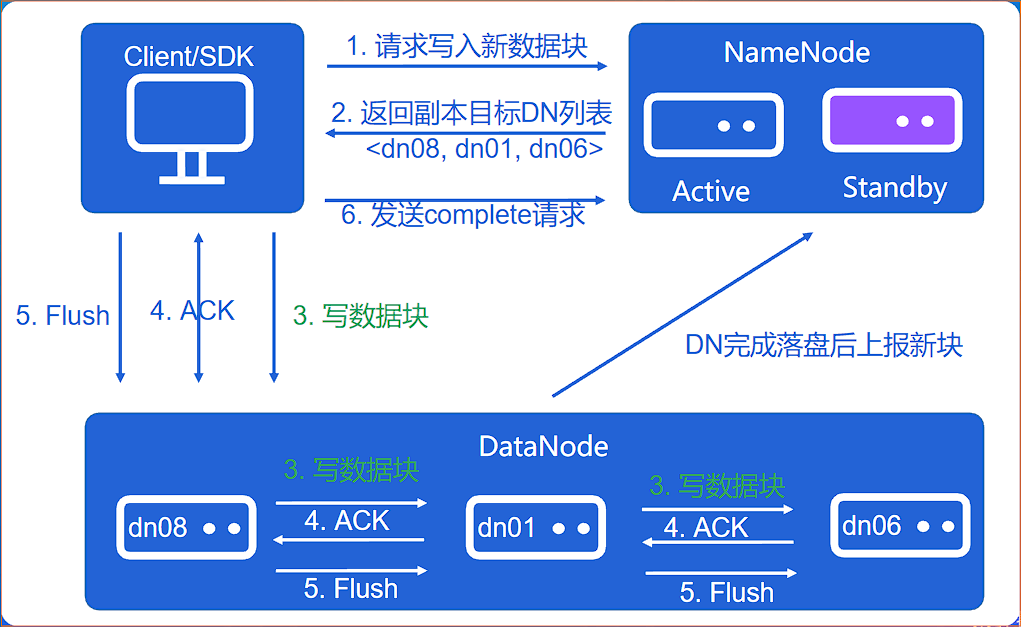 Client/SDK
1. 请求写入新数据块
NameNode
2. 返回副本目标DN列表
<dn08, dn01, dn06>
Active
Standby
6. 发送complete请求
5. Flush
4. ACK
3. 写数据块
DN完成落盘后上报新块
DataNode
3. 写数据块
3. 写数据块
dn08
4. ACK
dn01
4. ACK
dn06
5. Flush
5. Flush